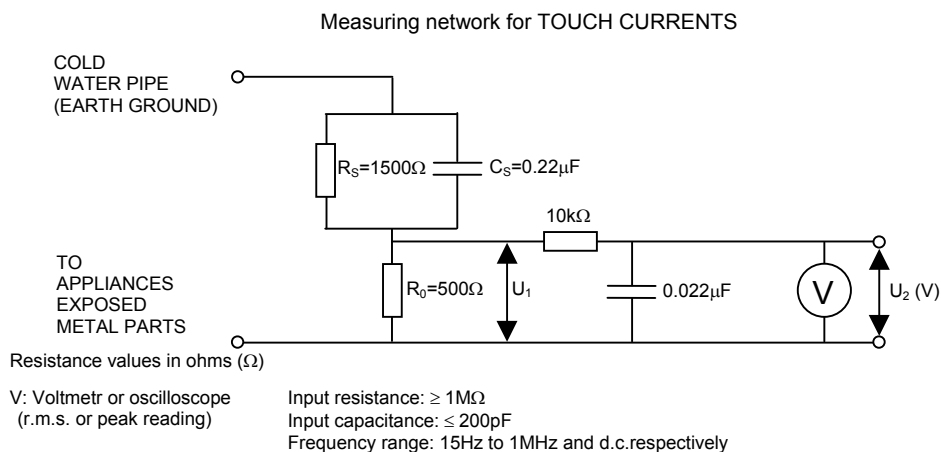 Measuring network for TOUCH CURRENTS
COLD
WATER PIPE
(EARTH GROUND)
RS=1500Ω
CS=0.22μF
10kΩ
TO
APPLIANCES
EXPOSED
METAL PARTS
R0=500Ω
U1
0.022μF
V
U2 (V)
Resistance values in ohms (Ω)
V: Voltmetr or oscilloscope
(r.m.s. or peak reading)
Input resistance: ≥ 1MΩ
Input capacitance: ≤ 200pF
Frequency range: 15Hz to 1MHz and d.c.respectively